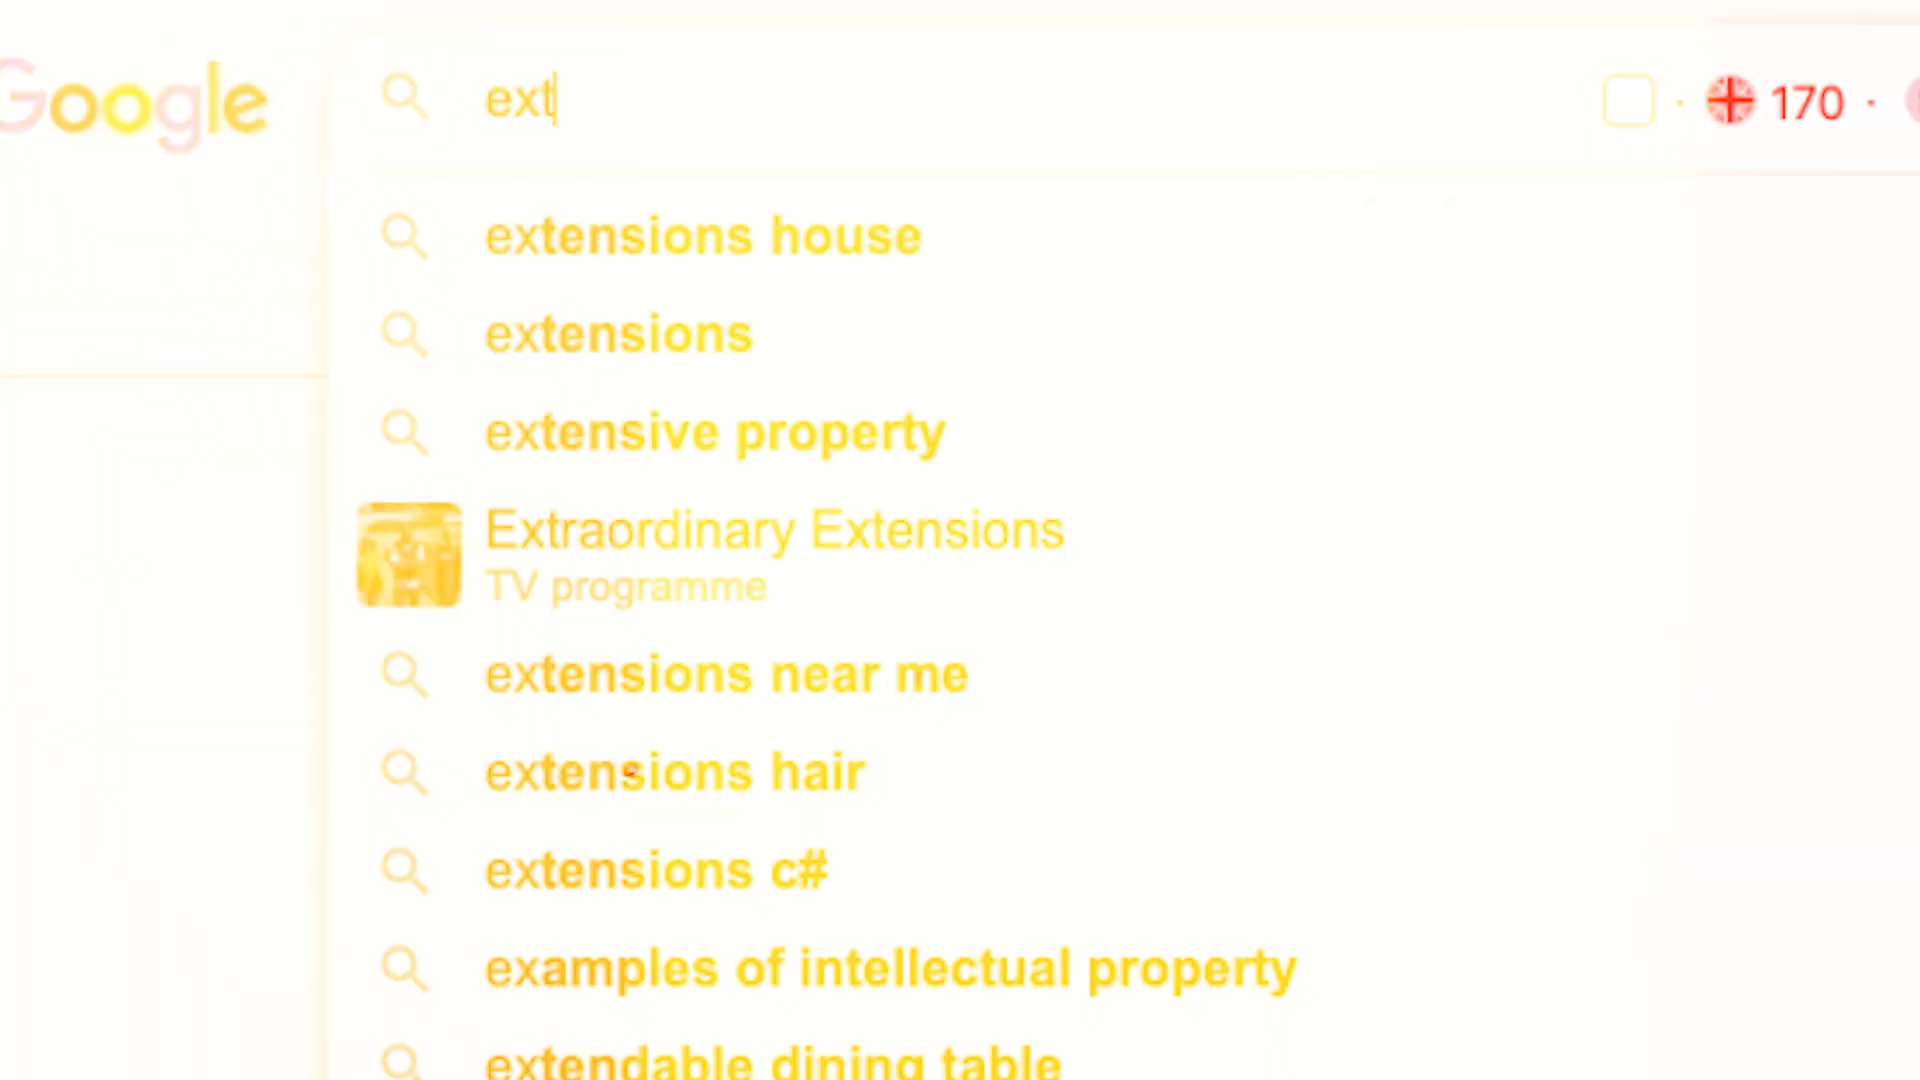 Google
ext
170
extensions house
extensions
extensive property
Extraordinary Extensions
TV programme
extensions near me
extensions hair
extensions c#
examples of intellectual property
extendable dining table